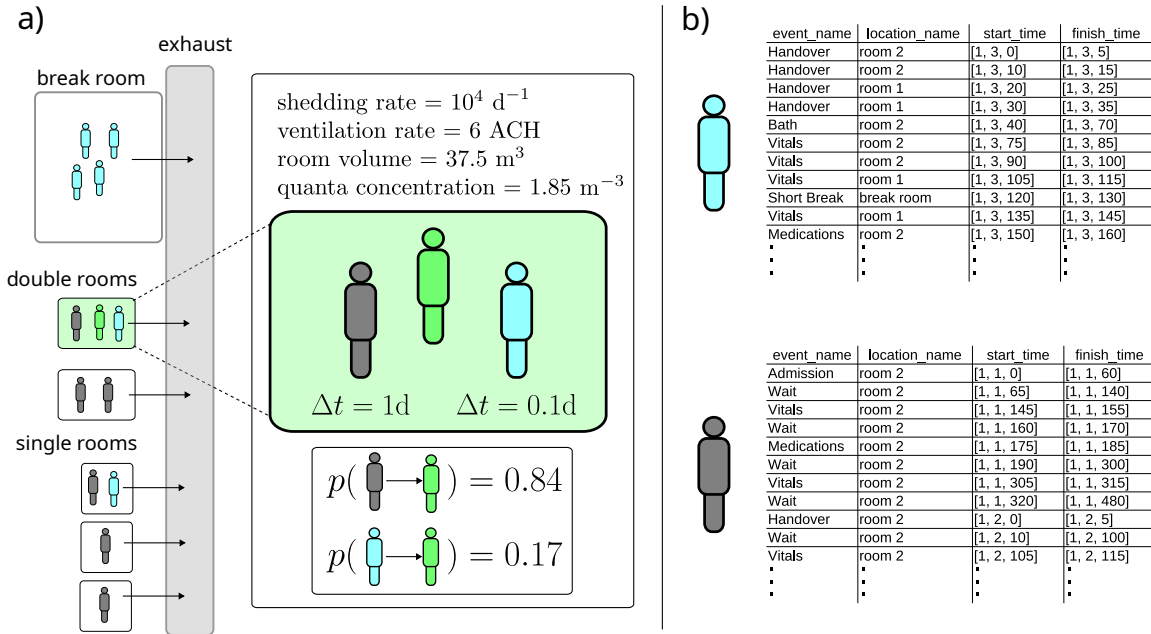 a)
exhaust
break room
double rooms
single rooms
shedding rate = 10⁴ d⁻¹
ventilation rate = 6 ACH
room volume = 37.5 m³
quanta concentration = 1.85 m⁻³
Δt = 1d
Δt = 0.1d
p( → ) = 0.84
p( → ) = 0.17
b)
event_name location_name start_time finish_time
Handover room 2 [1, 3, 0] [1, 3, 5]
Handover room 2 [1, 3, 10] [1, 3, 15]
Handover room 1 [1, 3, 20] [1, 3, 25]
Handover room 1 [1, 3, 30] [1, 3, 35]
Bath room 2 [1, 3, 40] [1, 3, 70]
Vitals room 2 [1, 3, 75] [1, 3, 85]
Vitals room 2 [1, 3, 90] [1, 3, 100]
Vitals room 1 [1, 3, 105] [1, 3, 115]
Short Break break room [1, 3, 120] [1, 3, 130]
Vitals room 1 [1, 3, 135] [1, 3, 145]
Medications room 2 [1, 3, 150] [1, 3, 160]
event_name location_name start_time finish_time
Admission room 2 [1, 1, 0] [1, 1, 60]
Wait room 2 [1, 1, 65] [1, 1, 140]
Vitals room 2 [1, 1, 145] [1, 1, 155]
Wait room 2 [1, 1, 160] [1, 1, 170]
Medications room 2 [1, 1, 175] [1, 1, 185]
Wait room 2 [1, 1, 190] [1, 1, 300]
Vitals room 2 [1, 1, 305] [1, 1, 315]
Wait room 2 [1, 1, 320] [1, 1, 480]
Handover room 2 [1, 2, 0] [1, 2, 5]
Wait room 2 [1, 2, 10] [1, 2, 100]
Vitals room 2 [1, 2, 105] [1, 2, 115]